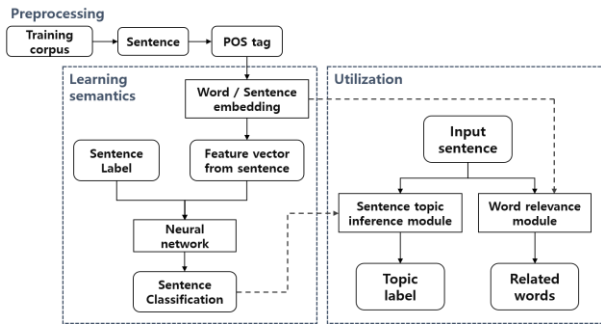 Preprocessing
Training
corpus
Sentence
POS tag
Learning
semantics
Word / Sentence
embedding
Sentence
Label
Feature vector
from sentence
Neural
network
Sentence
Classification
Utilization
Input
sentence
Sentence topic
inference module
Word relevance
module
Topic
label
Related
words